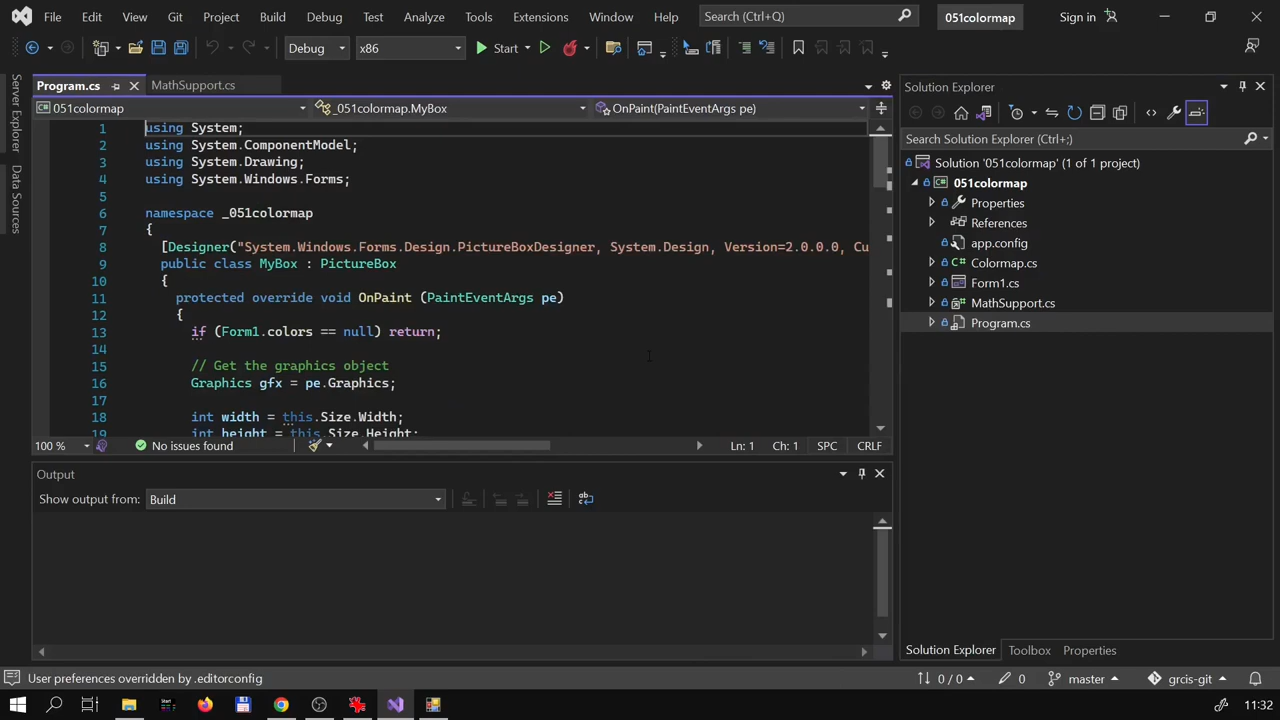 File Edit View Git Project Build Debug Test Analyze Tools Extensions Window Help Search (Ctrl+Q) 051colormap Sign in
Debug x86 Start
Server Explorer
Data Sources
Program.cs MathSupport.cs
051colormap _051colormap.MyBox OnPaint(PaintEventArgs pe)
1 using System;
2 using System.ComponentModel;
3 using System.Drawing;
4 using System.Windows.Forms;
5
6 namespace _051colormap
7 {
8 [Designer("System.Windows.Forms.Design.PictureBoxDesigner, System.Design, Version=2.0.0.0, Cu
9 public class MyBox : PictureBox
10 {
11 protected override void OnPaint (PaintEventArgs pe)
12 {
13 if (Form1.colors == null) return;
14
15 // Get the graphics object
16 Graphics gfx = pe.Graphics;
17
18 int width = this.Size.Width;
19 int height = this.Size.Height;
100 % No issues found Ln: 1 Ch: 1 SPC CRLF
Output
Show output from: Build
Solution Explorer
Search Solution Explorer (Ctrl+;)
Solution '051colormap' (1 of 1 project)
051colormap
Properties
References
app.config
Colormap.cs
Form1.cs
MathSupport.cs
Program.cs
Solution Explorer Toolbox Properties
User preferences overridden by .editorconfig 0 / 0 0 master grcis-git
11:32